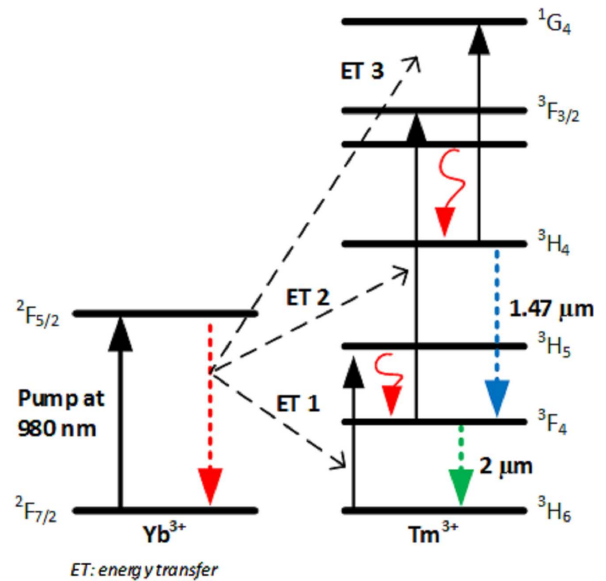 ¹G₄
ET 3
³F₃/₂
³H₄
²F₅/₂
ET 2
1.47 µm
³H₅
Pump at
980 nm
ET 1
³F₄
2 µm
²F₇/₂
³H₆
Yb³⁺
Tm³⁺
ET: energy transfer